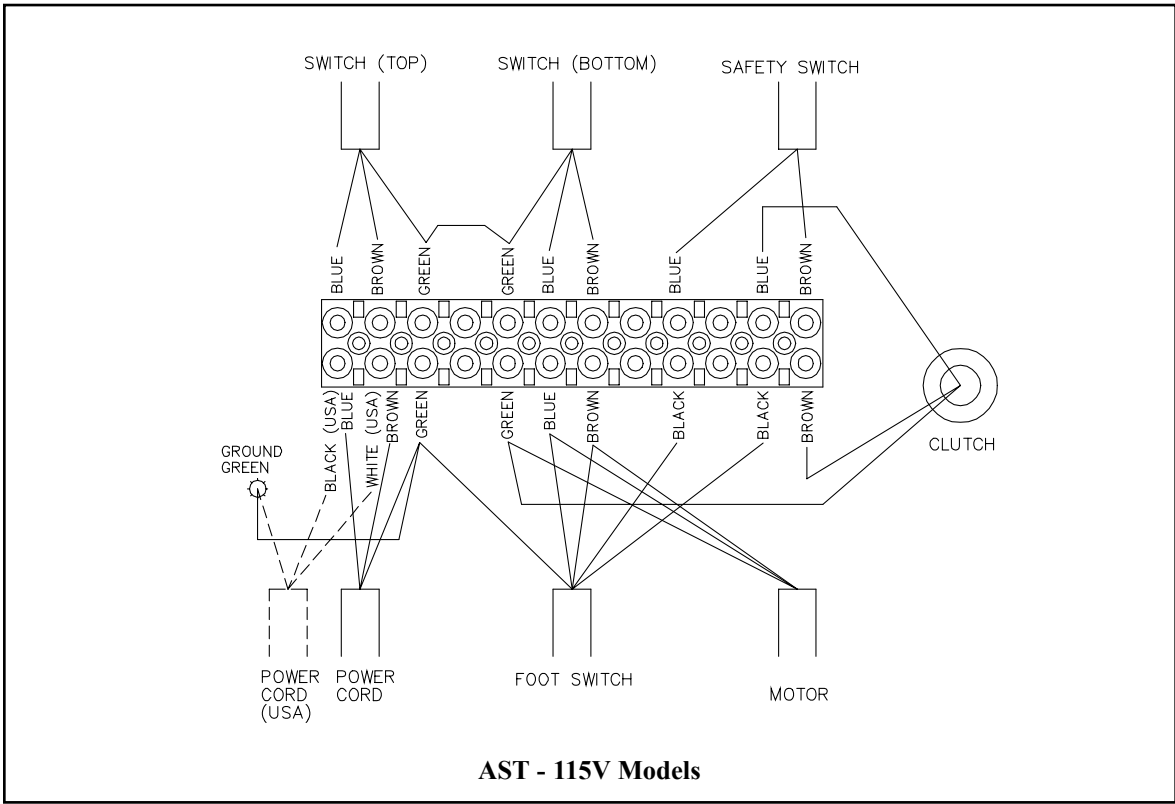 SWITCH (TOP)
SWITCH (BOTTOM)
SAFETY SWITCH
BLUE
BROWN
GREEN
GREEN
BLUE
BROWN
BLUE
BLUE
BROWN
BLACK (USA)
BLUE
WHITE (USA)
BROWN
GREEN
GREEN
BLUE
BROWN
BLACK
BLACK
BROWN
CLUTCH
GROUND
GREEN
POWER
CORD
(USA)
POWER
CORD
FOOT SWITCH
MOTOR
AST - 115V Models